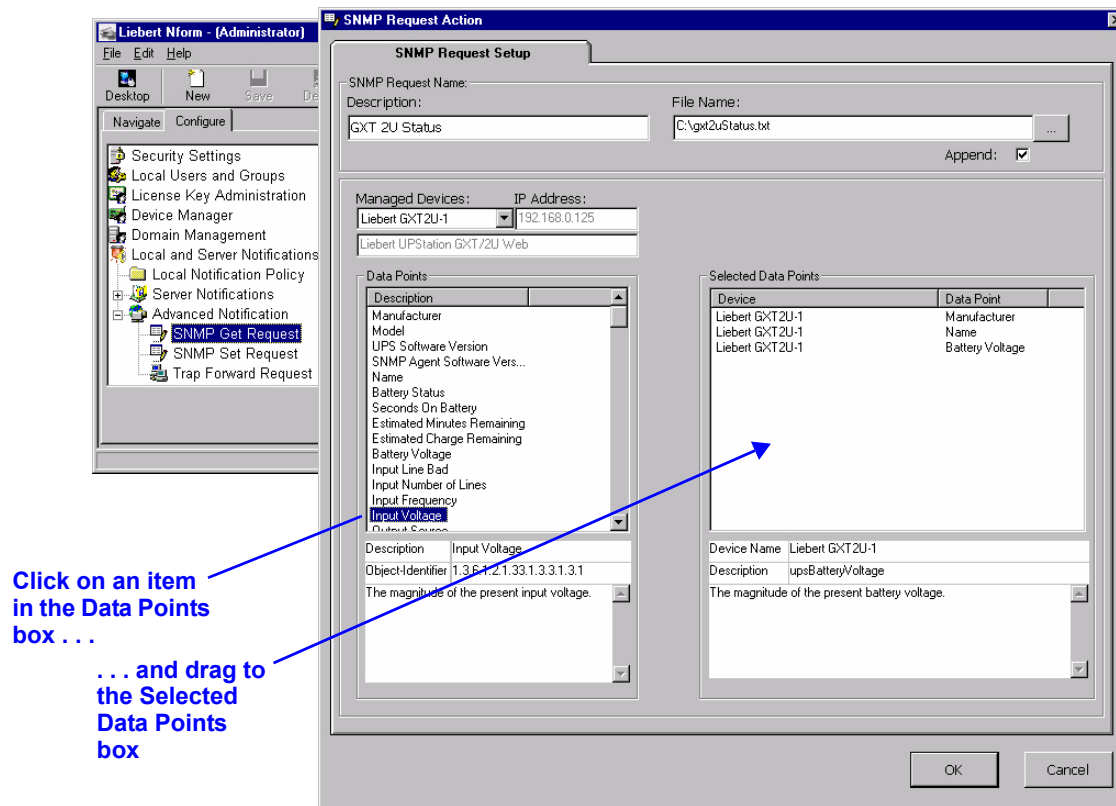 Liebert Nform - (Administrator)
File Edit Help
Desktop New Save
Navigate Configure
Security Settings
Local Users and Groups
License Key Administration
Device Manager
Domain Management
Local and Server Notifications
Local Notification Policy
Server Notifications
Advanced Notification
SNMP Get Request
SNMP Set Request
Trap Forward Request
SNMP Request Action
SNMP Request Setup
SNMP Request Name:
Description: File Name:
GXT 2U Status C:\gxt2uStatus.txt ...
Append:
Managed Devices: IP Address:
Liebert GXT2U-1 192.168.0.125
Liebert UPStation GXT/2U Web
Data Points
Description
Manufacturer
Model
UPS Software Version
SNMP Agent Software Vers...
Name
Battery Status
Seconds On Battery
Estimated Minutes Remaining
Estimated Charge Remaining
Battery Voltage
Input Line Bad
Input Number of Lines
Input Frequency
Input Voltage
Output Source
Description Input Voltage
Object-Identifier 1.3.6.1.2.1.33.1.3.3.1.3.1
The magnitude of the present input voltage.
Selected Data Points
Device Data Point
Liebert GXT2U-1 Manufacturer
Liebert GXT2U-1 Name
Liebert GXT2U-1 Battery Voltage
Device Name Liebert GXT2U-1
Description upsBatteryVoltage
The magnitude of the present battery voltage.
OK Cancel
Click on an item
in the Data Points
box . . .
. . . and drag to
the Selected
Data Points
box